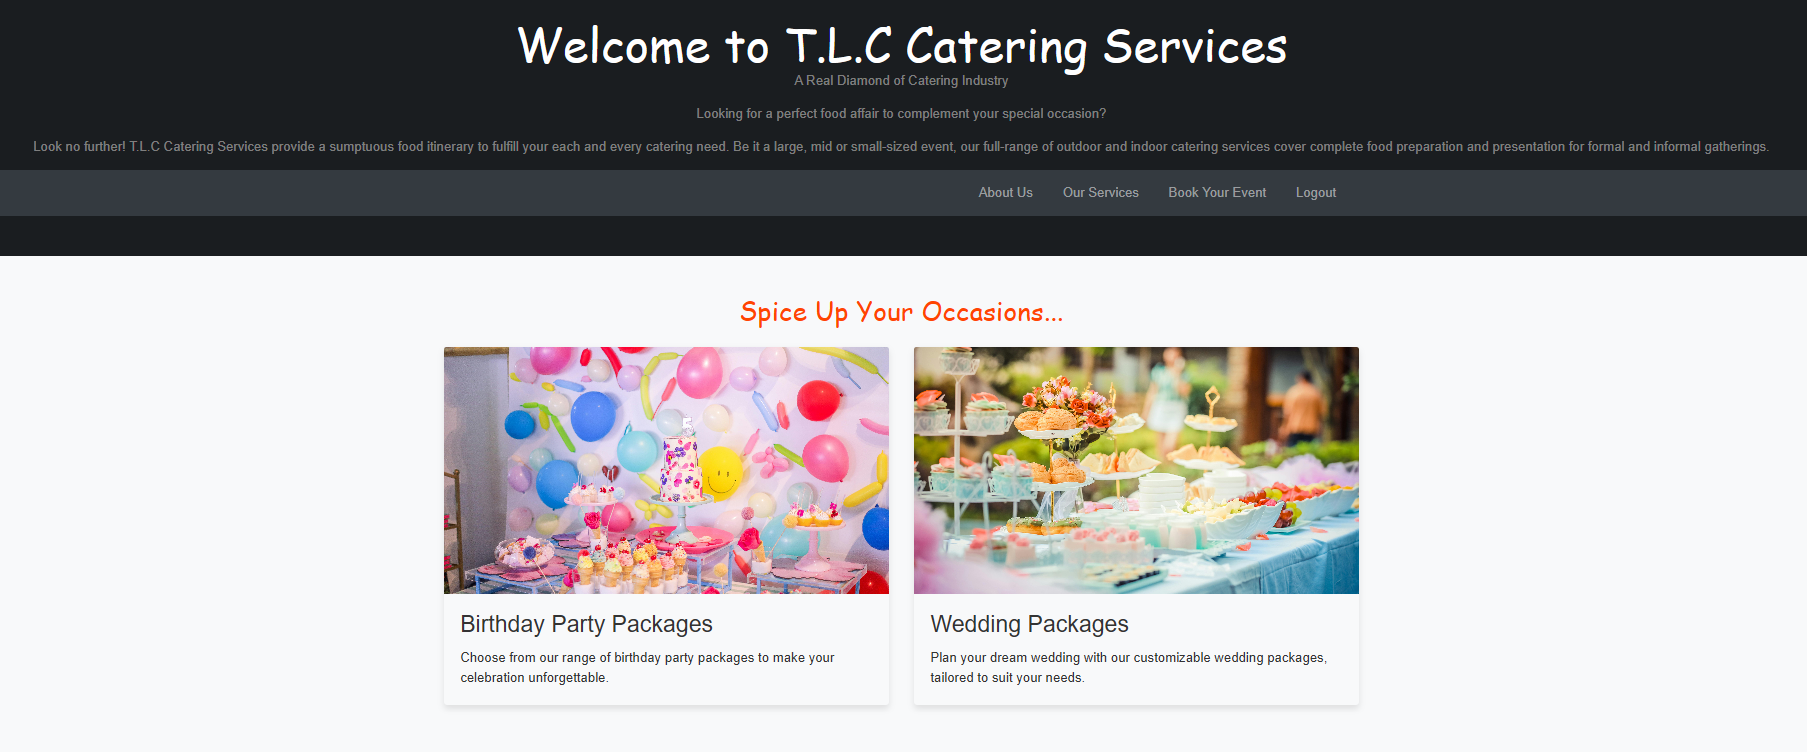 Welcome to T.L.C Catering Services
A Real Diamond of Catering Industry
Looking for a perfect food affair to complement your special occasion?
Look no further! T.L.C Catering Services provide a sumptuous food itinerary to fulfill your each and every catering need. Be it a large, mid or small-sized event, our full-range of outdoor and indoor catering services cover complete food preparation and presentation for formal and informal gatherings.
About Us Our Services Book Your Event Logout
Spice Up Your Occasions...
Birthday Party Packages
Choose from our range of birthday party packages to make your
celebration unforgettable.
Wedding Packages
Plan your dream wedding with our customizable wedding packages,
tailored to suit your needs.